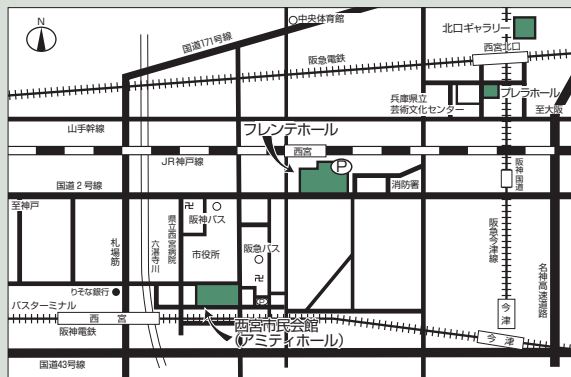 N
中央体育館
国道171号線
阪急電鉄
北口ギャラリー
西宮北口
プレラホール
兵庫県立
芸術文化センター
至大阪
山手幹線
フレンテホール
西宮
JR神戸線
P
消防署
阪神国道
国道2号線
至神戸
札場筋
六湛寺川
県立西宮病院
卍
阪神バス
市役所
阪急バス
卍
阪急今津線
名神高速道路
りそな銀行
バスターミナル
西宮
阪神電鉄
P
西宮市民会館
(アミティホール)
今津
今津
国道43号線